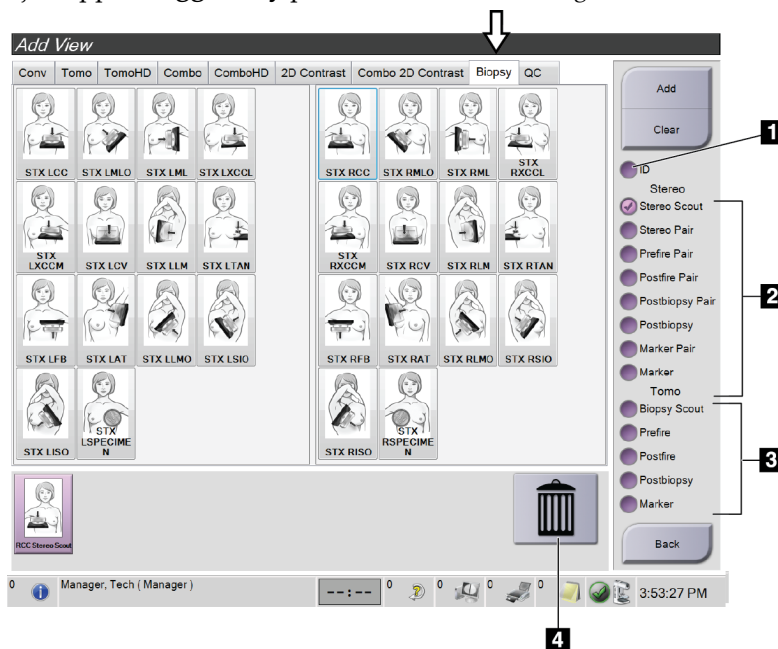 Add View
Conv Tomo TomoHD Combo ComboHD 2D Contrast Combo 2D Contrast Biopsy QC
STX LCC STX LMLO STX LML STX LXCCL
STX RCC STX RMLO STX RML STX RXCCL
STX LXCCM STX LCV STX LLM STX LTAN
STX RXCCM STX RCV STX RLM STX RTAN
STX LFB STX LAT STX LLMO STX LSIO
STX RFB STX RAT STX RLMO STX RSIO
STX LISO STX LSPECIMEN
STX RISO STX RSPECIMEN
RCC Stereo Scout
Add
Clear
ID
Stereo
Stereo Scout
Stereo Pair
Prefire Pair
Postfire Pair
Postbiopsy Pair
Postbiopsy
Marker Pair
Marker
Tomo
Biopsy Scout
Prefire
Postfire
Postbiopsy
Marker
Back
1
2
3
4
0 Manager, Tech ( Manager ) --:-- 0 0 0 0 3:53:27 PM